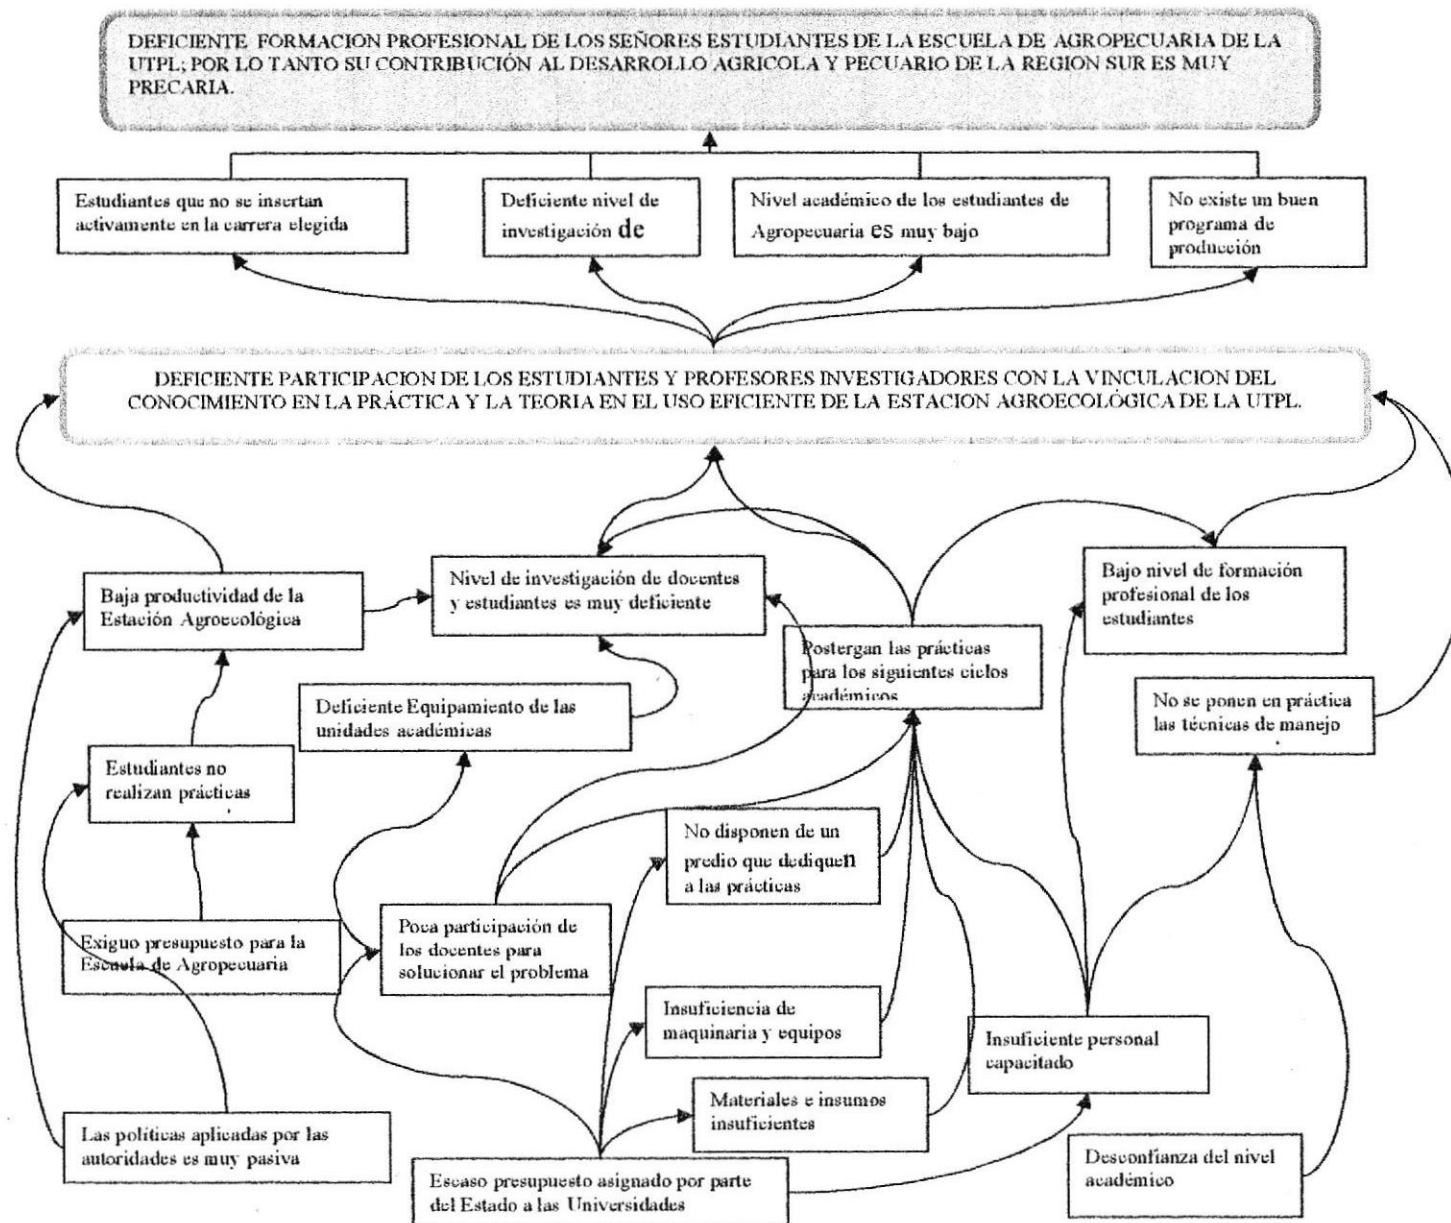 DEFICIENTE FORMACION PROFESIONAL DE LOS SEÑORES ESTUDIANTES DE LA ESCUELA DE AGROPECUARIA DE LA
UTPL; POR LO TANTO SU CONTRIBUCIÓN AL DESARROLLO AGRICOLA Y PECUARIO DE LA REGION SUR ES MUY
PRECARIA.
Estudiantes que no se insertan
activamente en la carrera elegida
Deficiente nivel de
investigación de
Nivel académico de los estudiantes de
Agropecuaria es muy bajo
No existe un buen
programa de
producción
DEFICIENTE PARTICIPACION DE LOS ESTUDIANTES Y PROFESORES INVESTIGADORES CON LA VINCULACION DEL
CONOCIMIENTO EN LA PRÁCTICA Y LA TEORIA EN EL USO EFICIENTE DE LA ESTACION AGROECOLÓGICA DE LA UTPL.
Baja productividad de la
Estación Agroecológica
Nivel de investigación de docentes
y estudiantes es muy deficiente
Bajo nivel de formación
profesional de los
estudiantes
Postergan las prácticas
para los siguientes ciclos
académicos
Deficiente Equipamiento de las
unidades académicas
No se ponen en práctica
las técnicas de manejo
Estudiantes no
realizan prácticas
No disponen de un
predio que dediquen
a las prácticas
Exiguo presupuesto para la
Escuela de Agropecuaria
Poca participación de
los docentes para
solucionar el problema
Insuficiencia de
maquinaria y equipos
Insuficiente personal
capacitado
Materiales e insumos
insuficientes
Las políticas aplicadas por las
autoridades es muy pasiva
Desconfianza del nivel
académico
Escaso presupuesto asignado por parte
del Estado a las Universidades